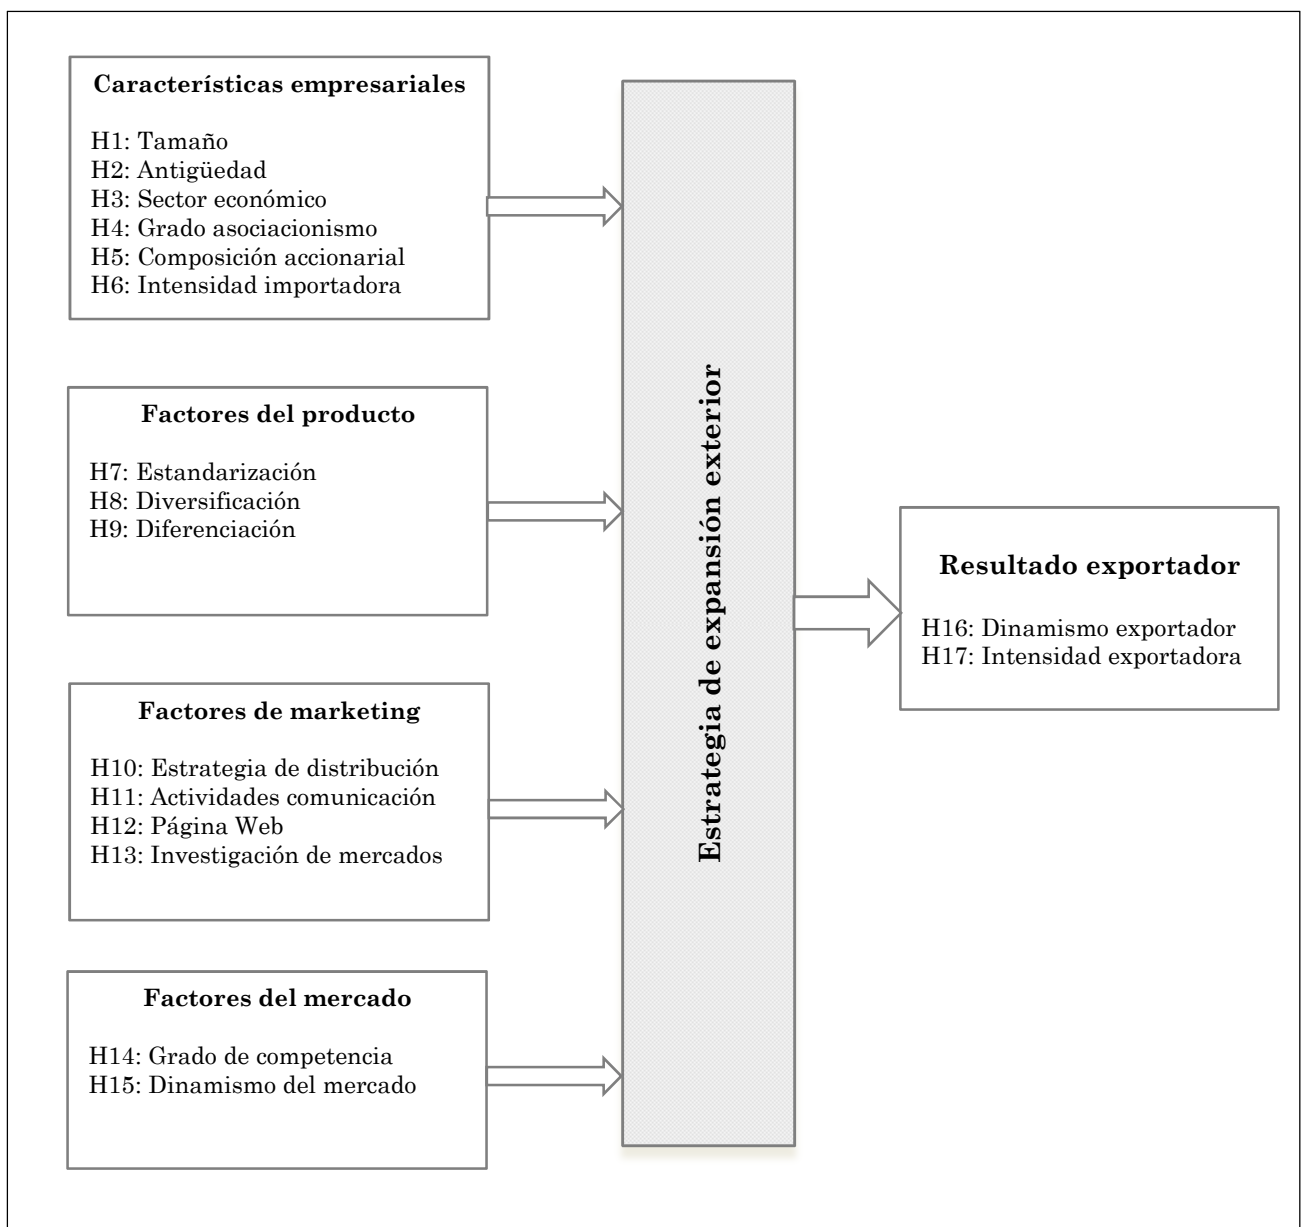 Características empresariales
H1: Tamaño
H2: Antigüedad
H3: Sector económico
H4: Grado asociacionismo
H5: Composición accionarial
H6: Intensidad importadora
Factores del producto
H7: Estandarización
H8: Diversificación
H9: Diferenciación
Factores de marketing
H10: Estrategia de distribución
H11: Actividades comunicación
H12: Página Web
H13: Investigación de mercados
Factores del mercado
H14: Grado de competencia
H15: Dinamismo del mercado
Estrategia de expansión exterior
Resultado exportador
H16: Dinamismo exportador
H17: Intensidad exportadora